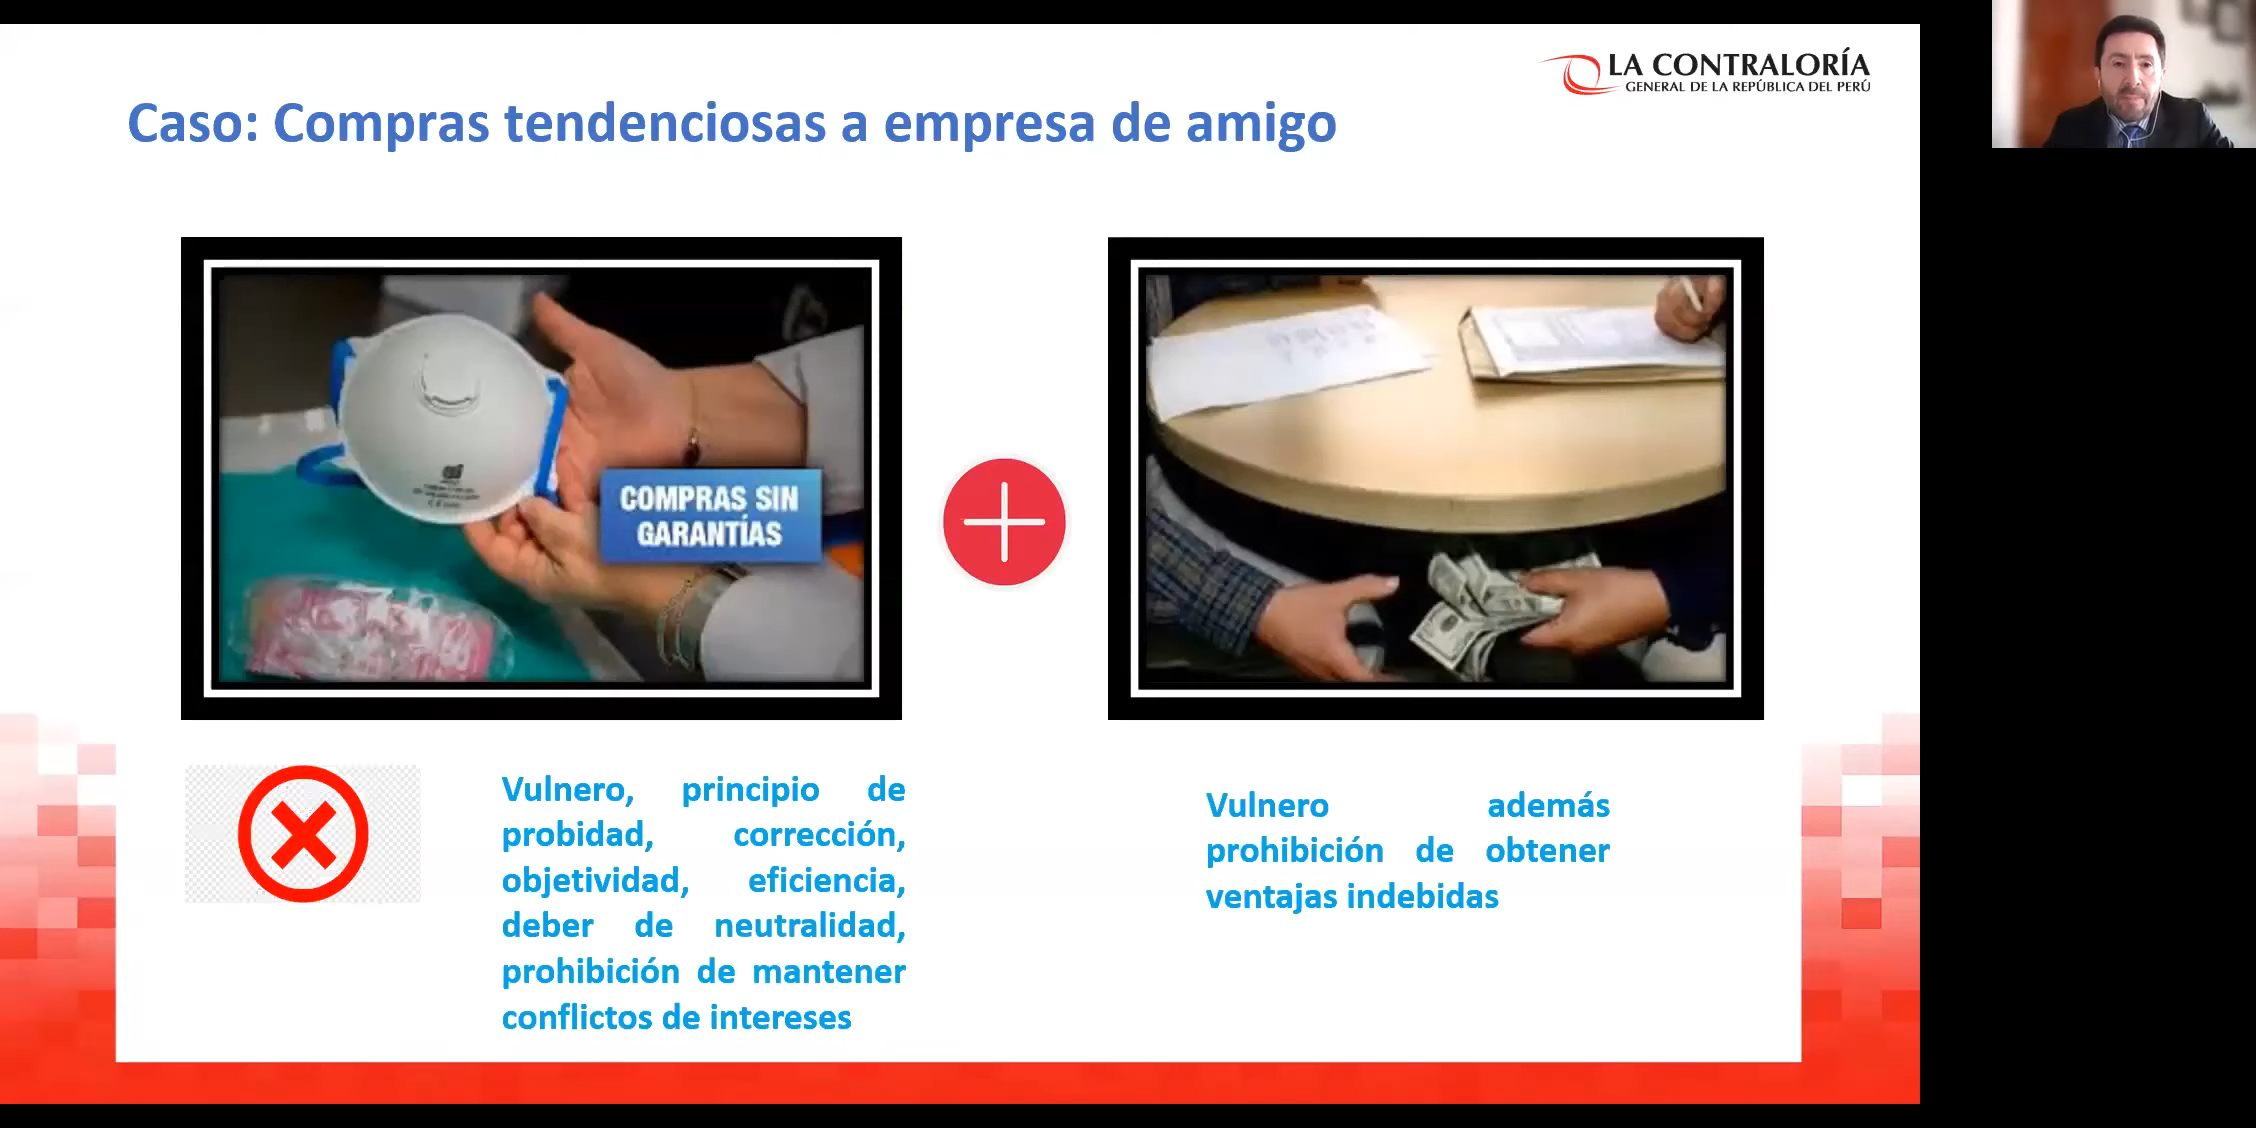 LA CONTRALORÍA
GENERAL DE LA REPÚBLICA DEL PERÚ
Caso: Compras tendenciosas a empresa de amigo
COMPRAS SIN
GARANTÍAS
Vulnero, principio de
probidad, corrección,
objetividad, eficiencia,
deber de neutralidad,
prohibición de mantener
conflictos de intereses
Vulnero además
prohibición de obtener
ventajas indebidas